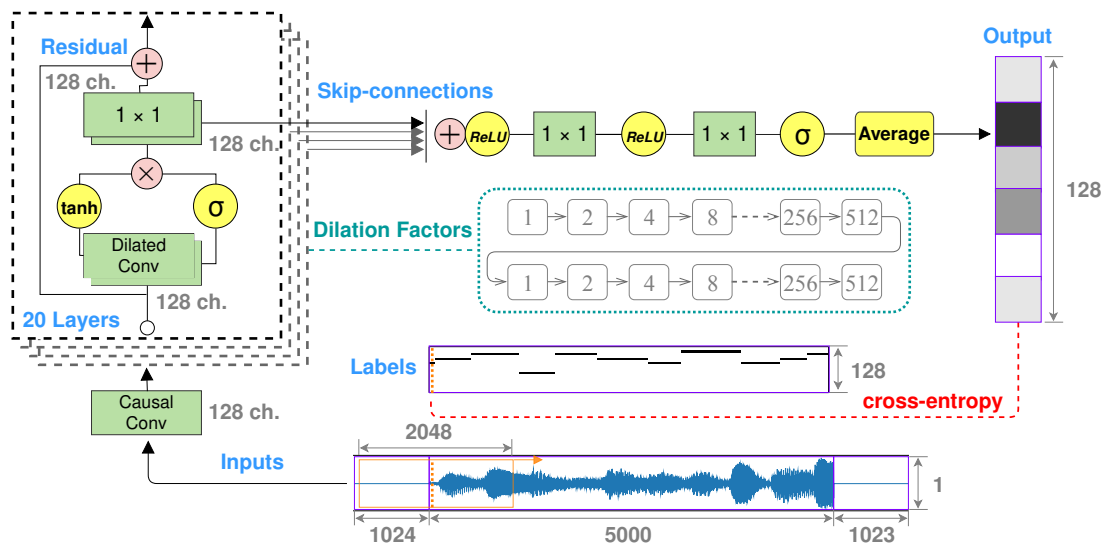 Residual
+
128 ch.
1 × 1
128 ch.
×
tanh
σ
Dilated
Conv
128 ch.
20 Layers
Causal
Conv
128 ch.
Inputs
Skip-connections
+
ReLU
1 × 1
ReLU
1 × 1
σ
Average
Output
128
Dilation Factors
1
2
4
8
256
512
1
2
4
8
256
512
Labels
128
cross-entropy
2048
1
1024
5000
1023